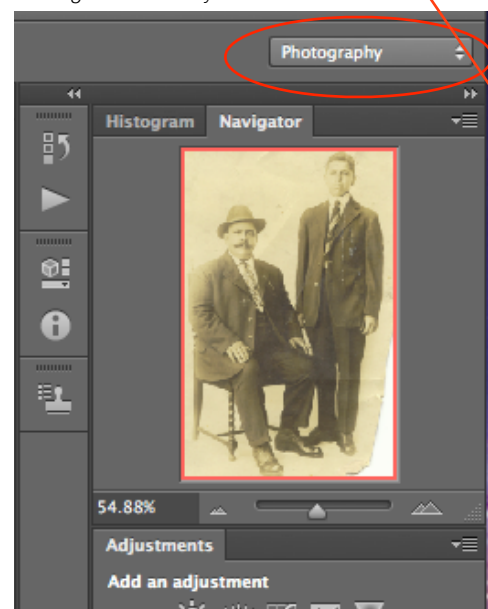 Photography
Histogram Navigator
54.88%
Adjustments
Add an adjustment